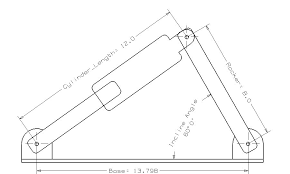 Cylinder-Length: 12.0
Rocker: 8.0
Incline Angle
60°0'
Base: 13.798